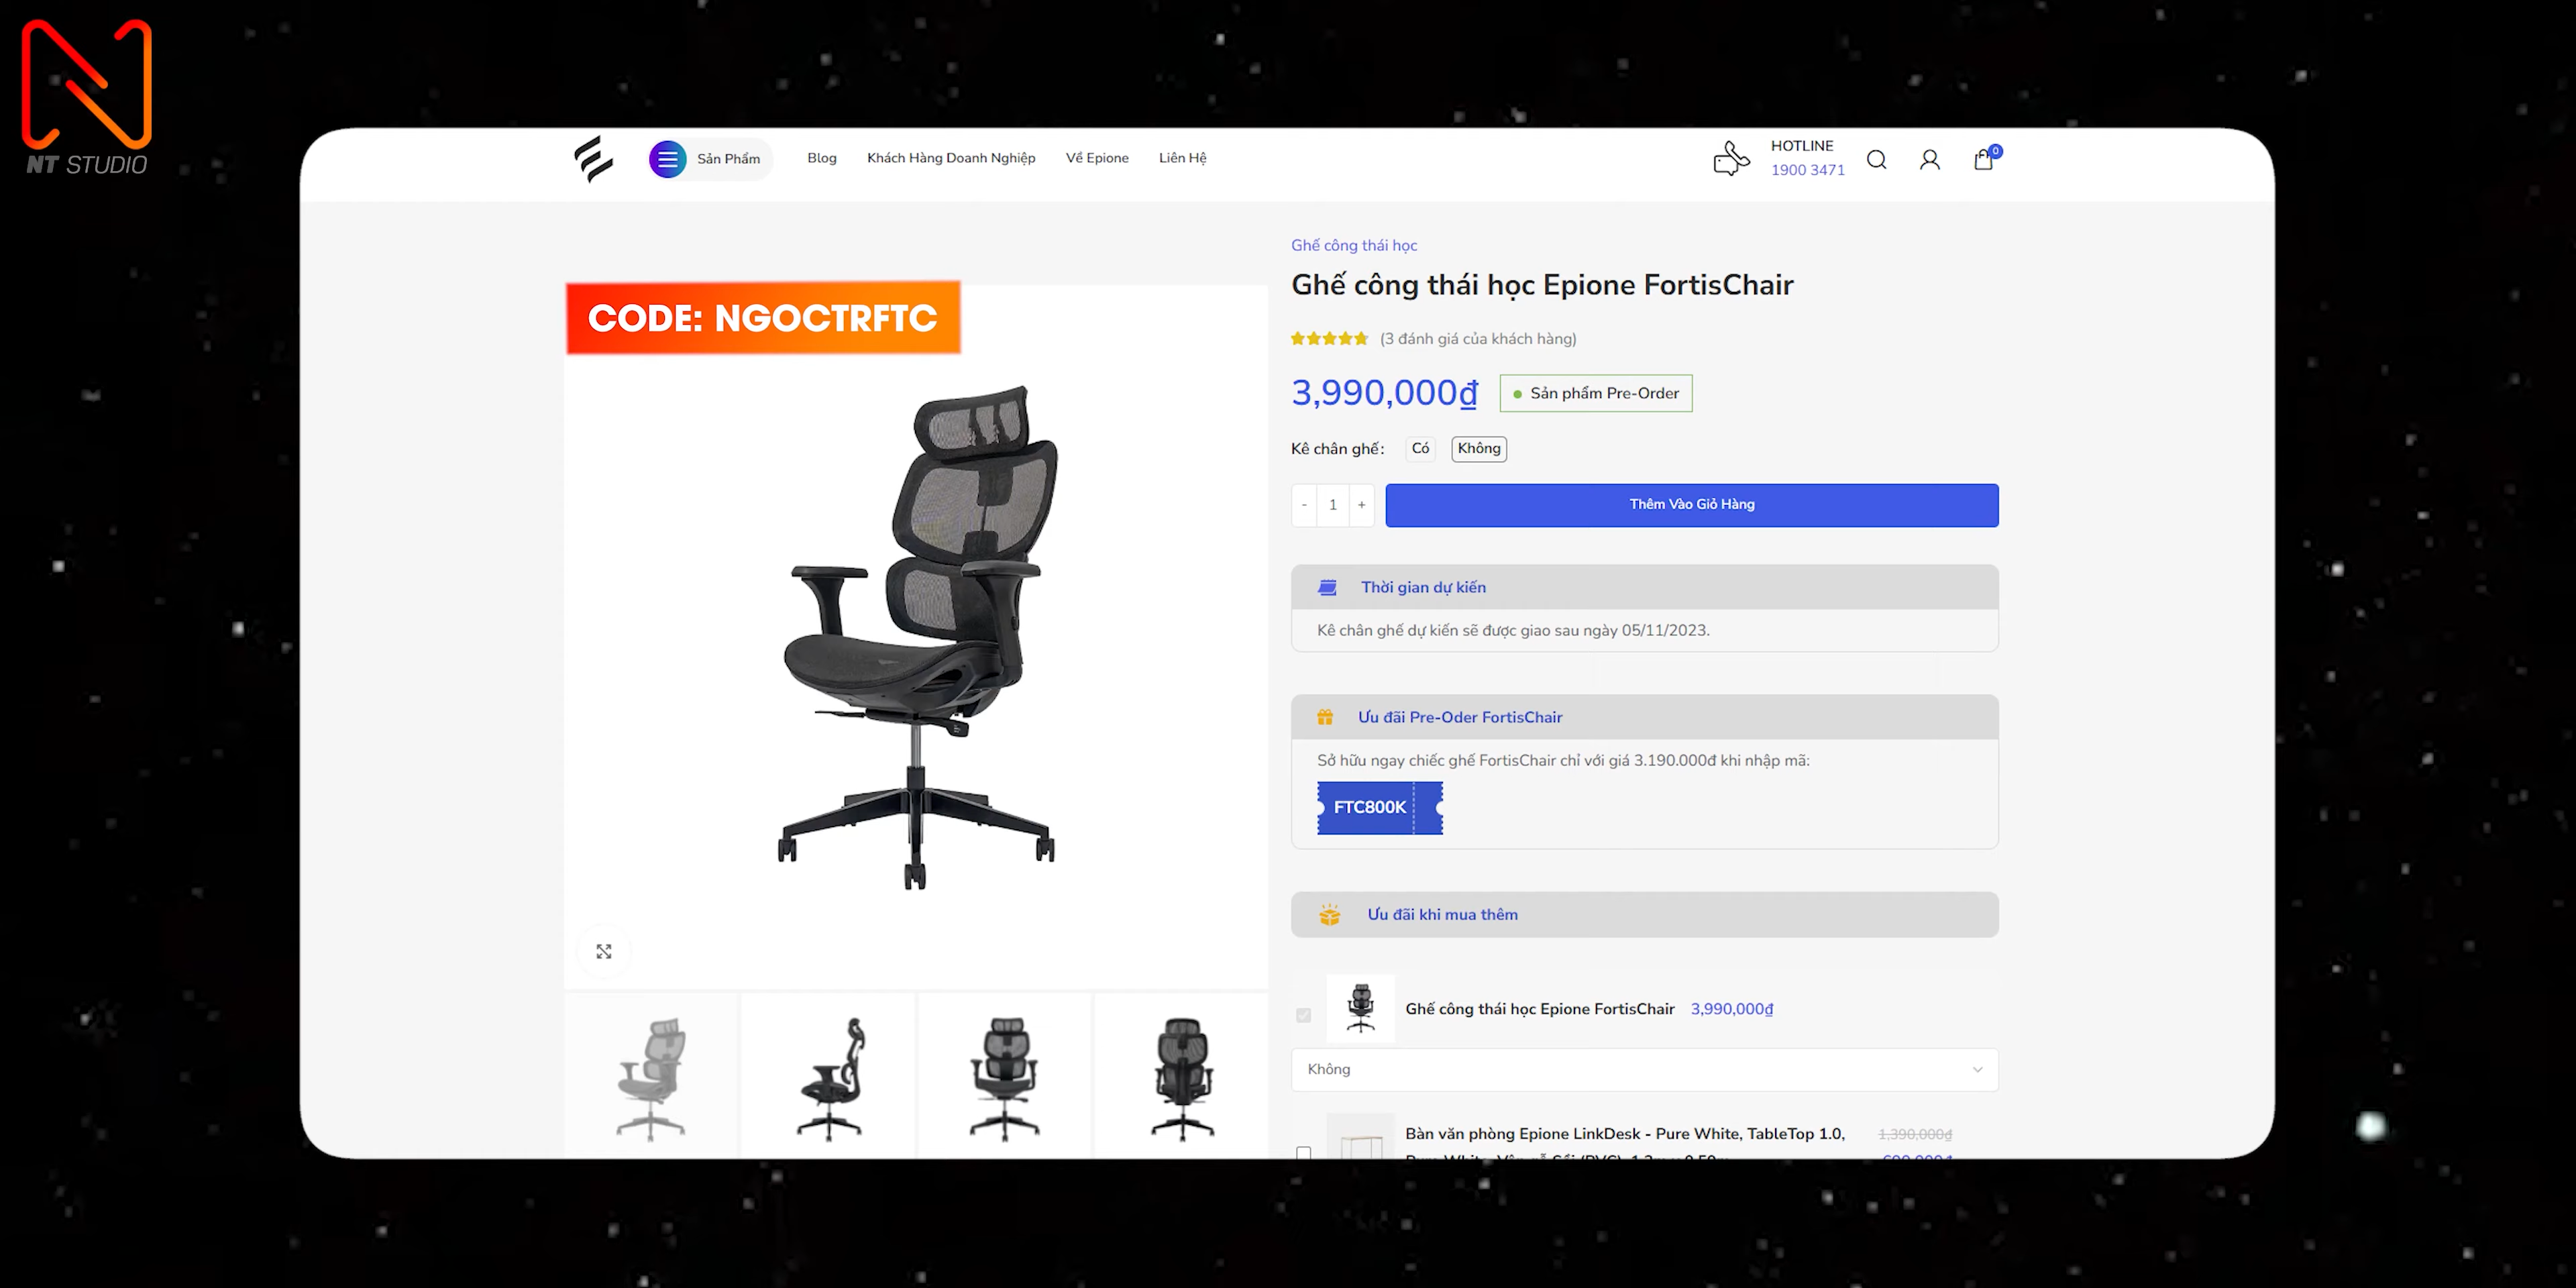 NT STUDIO
Sản Phẩm
Blog
Khách Hàng Doanh Nghiệp
Về Epione
Liên Hệ
HOTLINE
1900 3471
0
Ghế công thái học
Ghế công thái học Epione FortisChair
CODE: NGOCTRFTC
(3 đánh giá của khách hàng)
3,990,000₫
Sản phẩm Pre-Order
Kê chân ghế:
Có
Không
- 1 +
Thêm Vào Giỏ Hàng
Thời gian dự kiến
Kê chân ghế dự kiến sẽ được giao sau ngày 05/11/2023.
Ưu đãi Pre-Oder FortisChair
Sở hữu ngay chiếc ghế FortisChair chỉ với giá 3.190.000đ khi nhập mã:
FTC800K
Ưu đãi khi mua thêm
Ghế công thái học Epione FortisChair 3,990,000₫
Không
Bàn văn phòng Epione LinkDesk - Pure White, TableTop 1.0, 1,390,000₫